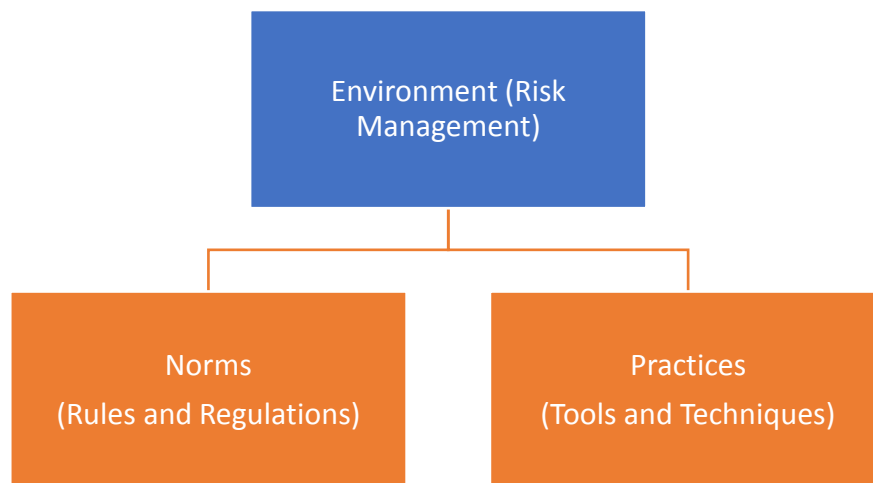 Environment (Risk
Management)
Norms
(Rules and Regulations)
Practices
(Tools and Techniques)